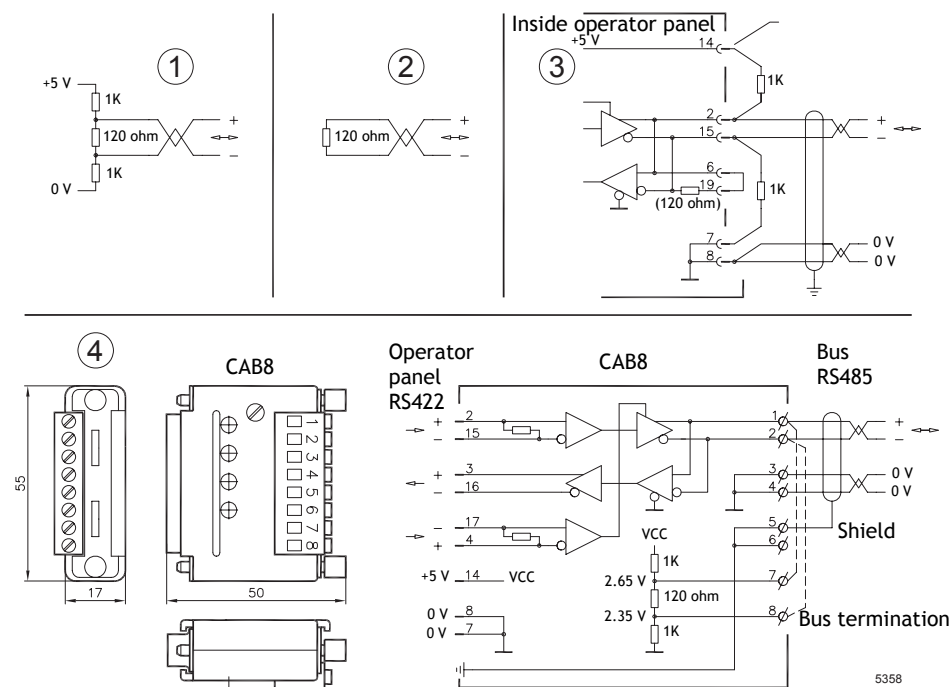 1
+5 V
1K
120 ohm
+
−
1K
0 V
2
120 ohm
+
−
Inside operator panel
+5 V
14
3
1K
2
+
15
−
6
19
(120 ohm)
1K
7
0 V
8
0 V
4
CAB8
55
17
50
1
2
3
4
5
6
7
8
Operator
panel
RS422
CAB8
Bus
RS485
+ 2
− 15
+ 3
− 16
− 17
+ 4
+5 V 14 VCC
0 V 8
0 V 7
VCC
1K
2.65 V
120 ohm
2.35 V
1K
1 +
2 −
3 0 V
4 0 V
5
Shield
6
7
8
Bus termination
5358